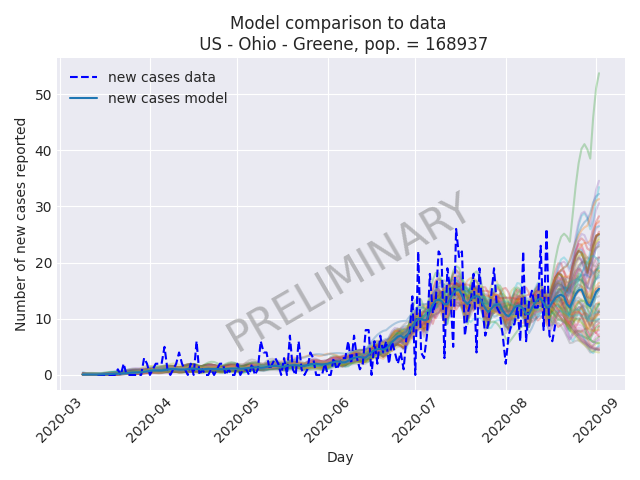 Model comparison to data
US - Ohio - Greene, pop. = 168937
new cases data
new cases model
PRELIMINARY
Number of new cases reported
50
40
30
20
10
0
2020-03
2020-04
2020-05
2020-06
2020-07
2020-08
2020-09
Day